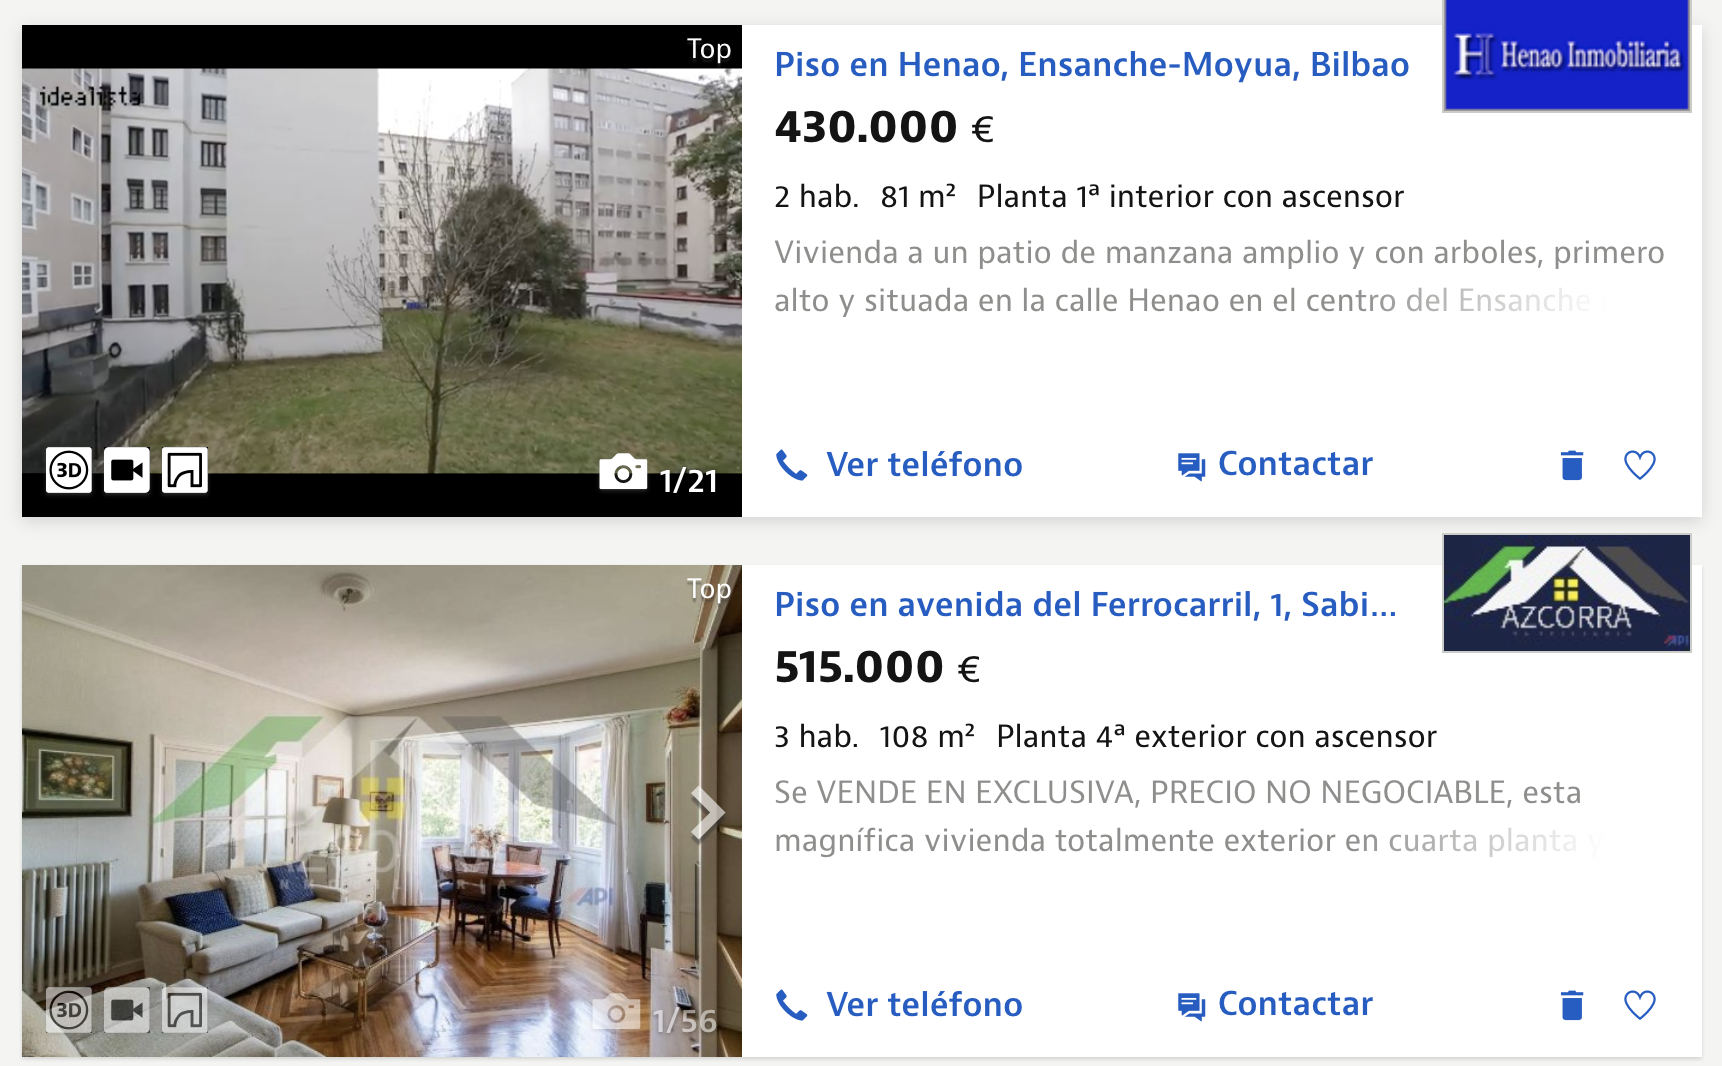 Top
idealista
3D
1/21
Piso en Henao, Ensanche-Moyua, Bilbao
H Henao Inmobiliaria
430.000 €
2 hab. 81 m² Planta 1ª interior con ascensor
Vivienda a un patio de manzana amplio y con arboles, primero
alto y situada en la calle Henao en el centro del Ensanche
Ver teléfono
Contactar
Top
3D
API
1/56
Piso en avenida del Ferrocarril, 1, Sabi...
AZCORRA
API
515.000 €
3 hab. 108 m² Planta 4ª exterior con ascensor
Se VENDE EN EXCLUSIVA, PRECIO NO NEGOCIABLE, esta
magnífica vivienda totalmente exterior en cuarta planta y
Ver teléfono
Contactar